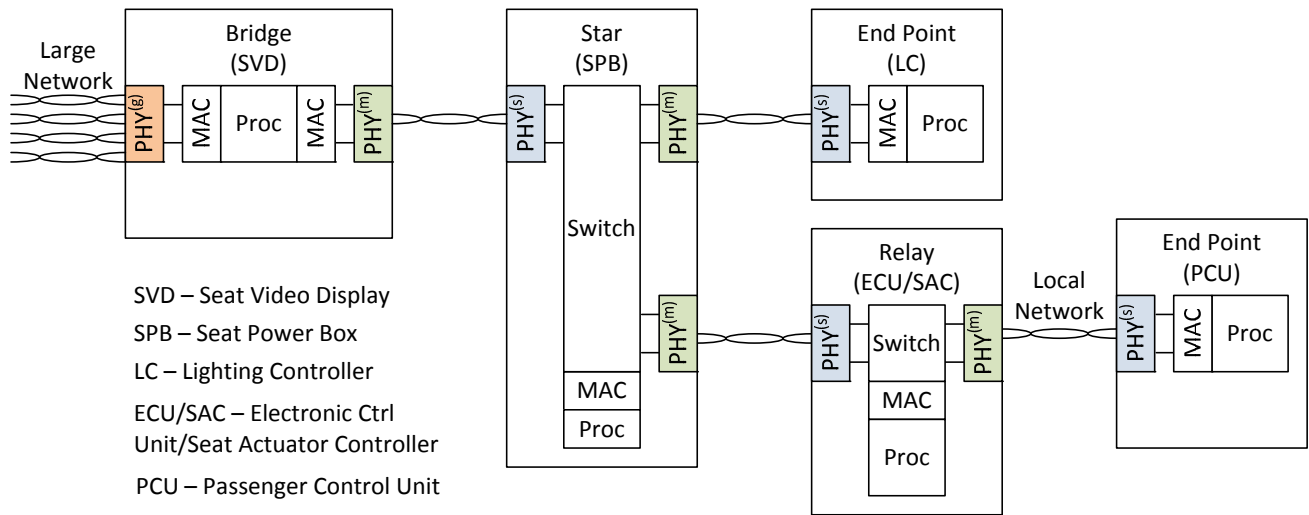 Large
Network
Bridge
(SVD)
PHY(g)
MAC
Proc
MAC
PHY(m)
Star
(SPB)
PHY(s)
Switch
MAC
Proc
PHY(m)
PHY(m)
End Point
(LC)
PHY(s)
MAC
Proc
Relay
(ECU/SAC)
PHY(s)
Switch
MAC
Proc
PHY(m)
Local
Network
End Point
(PCU)
PHY(s)
MAC
Proc
SVD – Seat Video Display
SPB – Seat Power Box
LC – Lighting Controller
ECU/SAC – Electronic Ctrl
Unit/Seat Actuator Controller
PCU – Passenger Control Unit